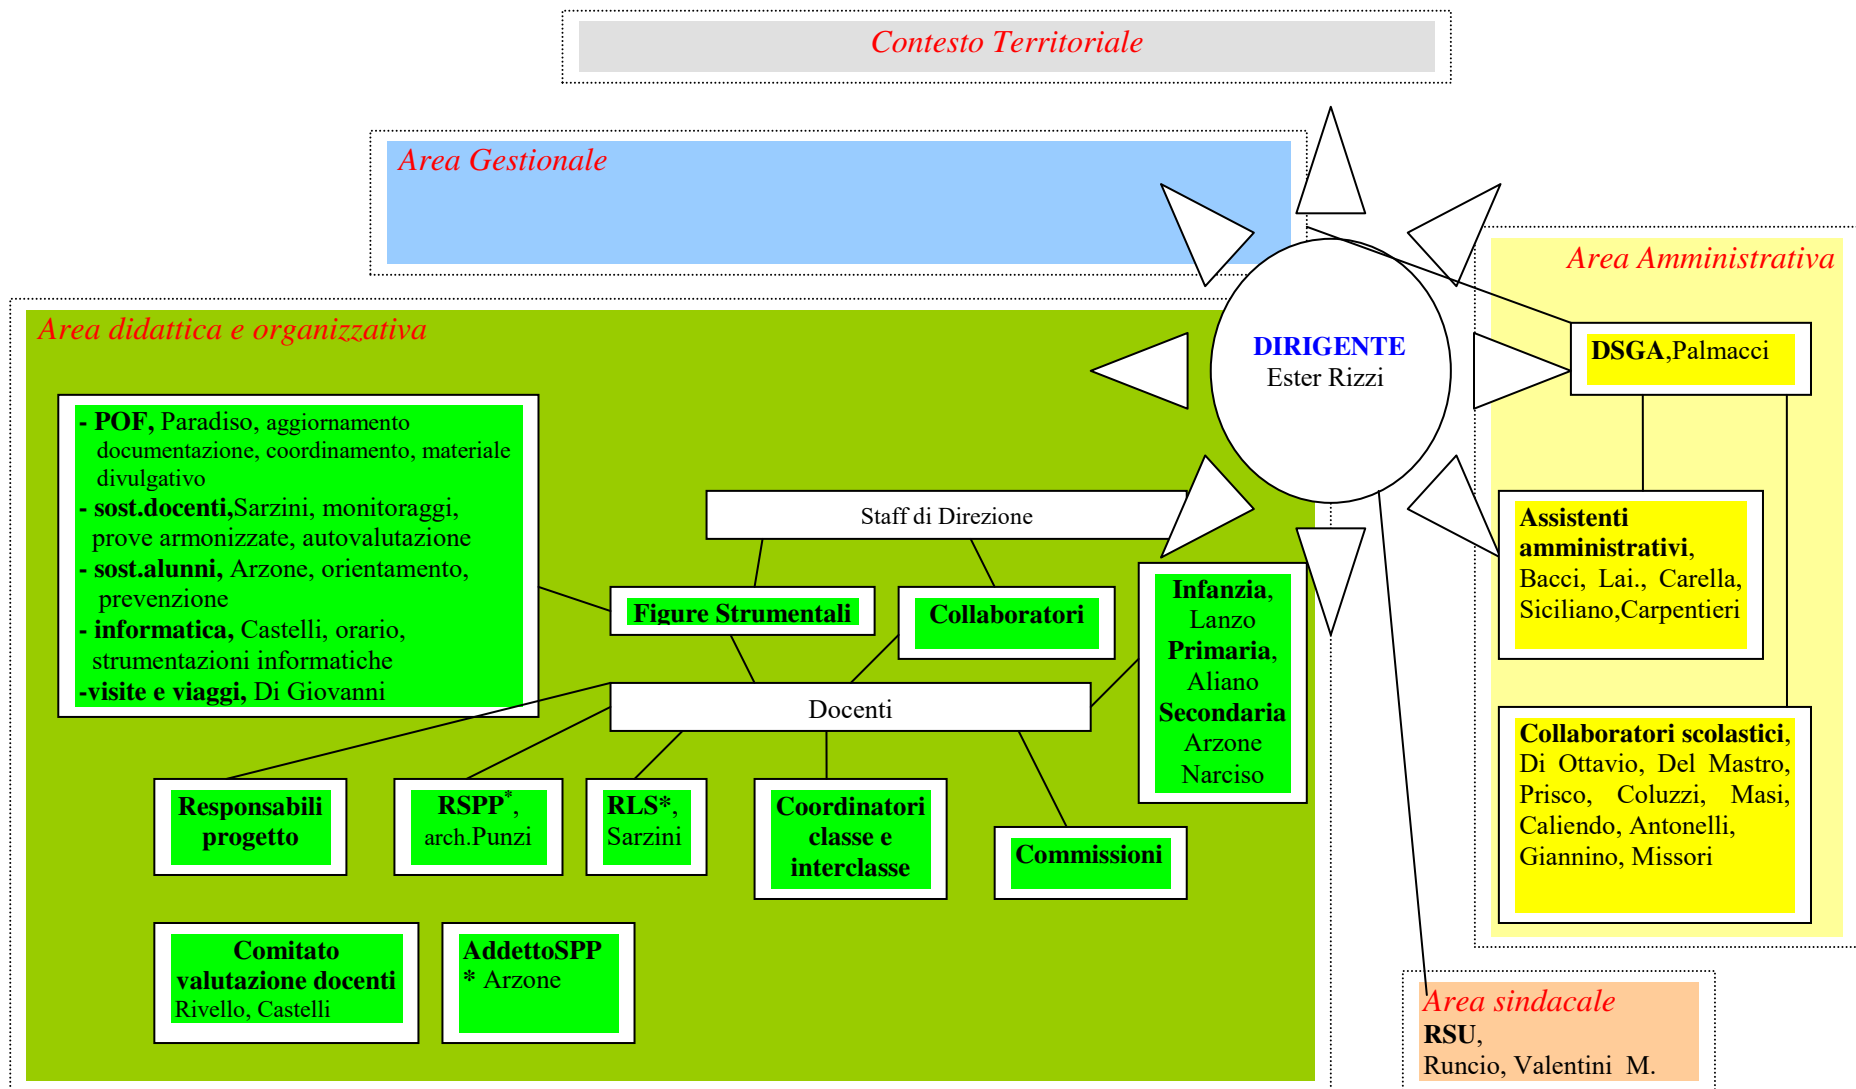 Contesto Territoriale
Area Gestionale
Area Amministrativa
Area didattica e organizzativa
DIRIGENTE
Ester Rizzi
DSGA,Palmacci
- POF, Paradiso, aggiornamento
documentazione, coordinamento, materiale
divulgativo
- sost.docenti,Sarzini, monitoraggi,
prove armonizzate, autovalutazione
- sost.alunni, Arzone, orientamento,
prevenzione
- informatica, Castelli, orario,
strumentazioni informatiche
-visite e viaggi, Di Giovanni
Staff di Direzione
Figure Strumentali
Collaboratori
Infanzia,
Lanzo
Primaria,
Aliano
Secondaria
Arzone
Narciso
Assistenti
amministrativi,
Bacci, Lai., Carella,
Siciliano,Carpentieri
Docenti
Responsabili
progetto
RSPP*,
arch.Punzi
RLS*,
Sarzini
Coordinatori
classe e
interclasse
Commissioni
Collaboratori scolastici,
Di Ottavio, Del Mastro,
Prisco, Coluzzi, Masi,
Caliendo, Antonelli,
Giannino, Missori
Comitato
valutazione docenti
Rivello, Castelli
AddettoSPP
* Arzone
Area sindacale
RSU,
Runcio, Valentini M.